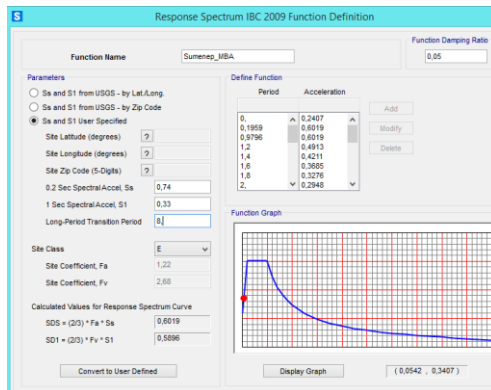 S Response Spectrum IBC 2009 Function Definition
Function Damping Ratio
Function Name Sumenep_MBA 0,05
Parameters
Ss and S1 from USGS - by Lat./Long.
Ss and S1 from USGS - by Zip Code
Ss and S1 User Specified
Site Latitude (degrees) ?
Site Longitude (degrees) ?
Site Zip Code (5-Digits) ?
0.2 Sec Spectral Accel, Ss 0,74
1 Sec Spectral Accel, S1 0,33
Long-Period Transition Period 8,
Site Class E
Site Coefficient, Fa 1,22
Site Coefficient, Fv 2,68
Calculated Values for Response Spectrum Curve
SDS = (2/3) * Fa * Ss 0,6019
SD1 = (2/3) * Fv * S1 0,5896
Convert to User Defined
Define Function
Period Acceleration
0, 0,2407
0,1959 0,6019
0,9796 0,6019
1,2 0,4913
1,4 0,4211
1,6 0,3685
1,8 0,3276
2, 0,2948
Add
Modify
Delete
Function Graph
Display Graph ( 0,0542 , 0,3407 )